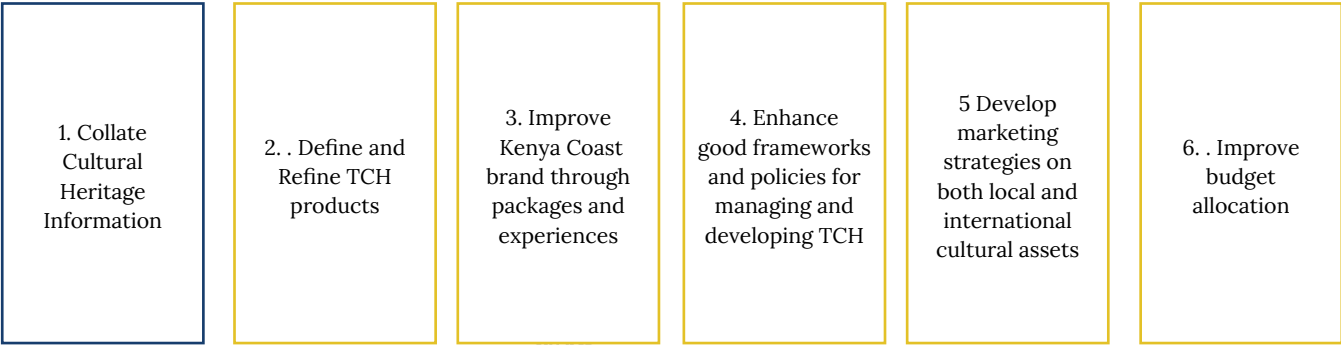 1. Collate
Cultural
Heritage
Information
2. . Define and
Refine TCH
products
3. Improve
Kenya Coast
brand through
packages and
experiences
4. Enhance
good frameworks
and policies for
managing and
developing TCH
5 Develop
marketing
strategies on
both local and
international
cultural assets
6. . Improve
budget
allocation